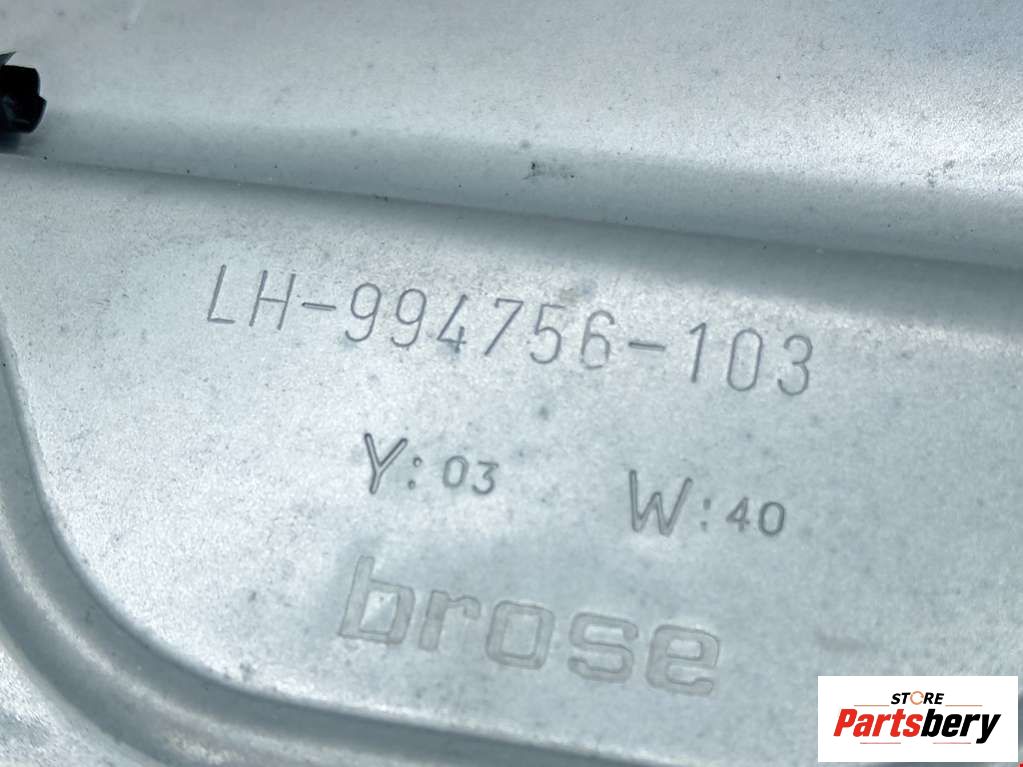 LH-994756-103
Y:03 W:40
brose
STORE
Partsbery